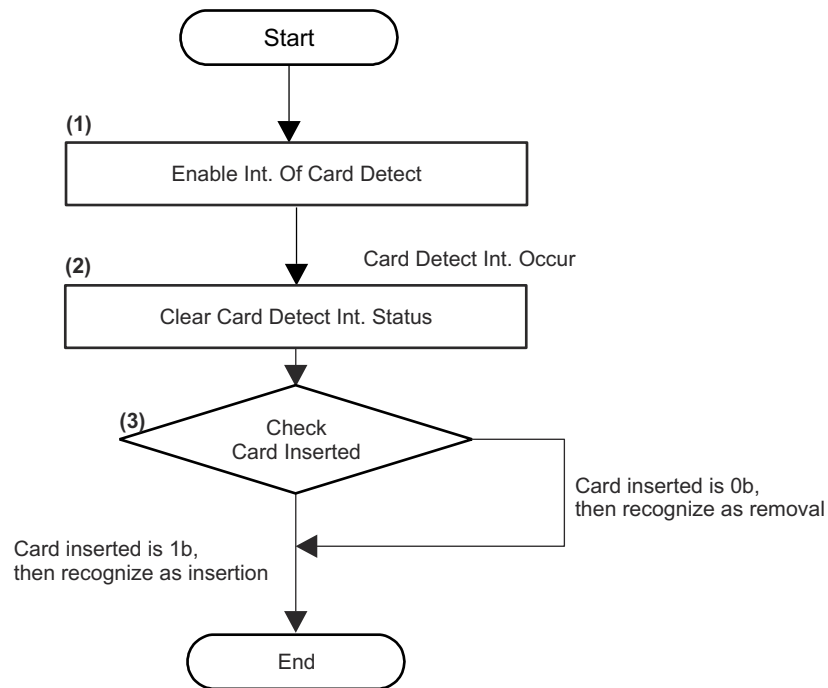 Start
(1)
Enable Int. Of Card Detect
Card Detect Int. Occur
(2)
Clear Card Detect Int. Status
(3)
Check
Card Inserted
Card inserted is 0b,
then recognize as removal
Card inserted is 1b,
then recognize as insertion
End